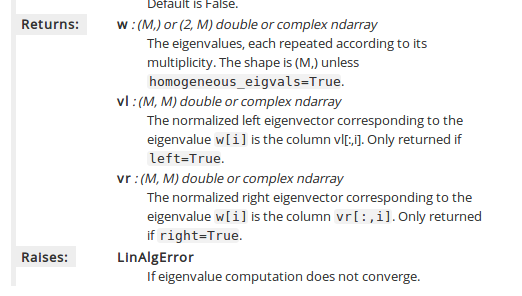 Default is False.
Returns: w : (M,) or (2, M) double or complex ndarray
The eigenvalues, each repeated according to its
multiplicity. The shape is (M,) unless
homogeneous_eigvals=True.
vl : (M, M) double or complex ndarray
The normalized left eigenvector corresponding to the
eigenvalue w[i] is the column vl[:,i]. Only returned if
left=True.
vr : (M, M) double or complex ndarray
The normalized right eigenvector corresponding to the
eigenvalue w[i] is the column vr[:,i]. Only returned
if right=True.
Raises: LinAlgError
If eigenvalue computation does not converge.